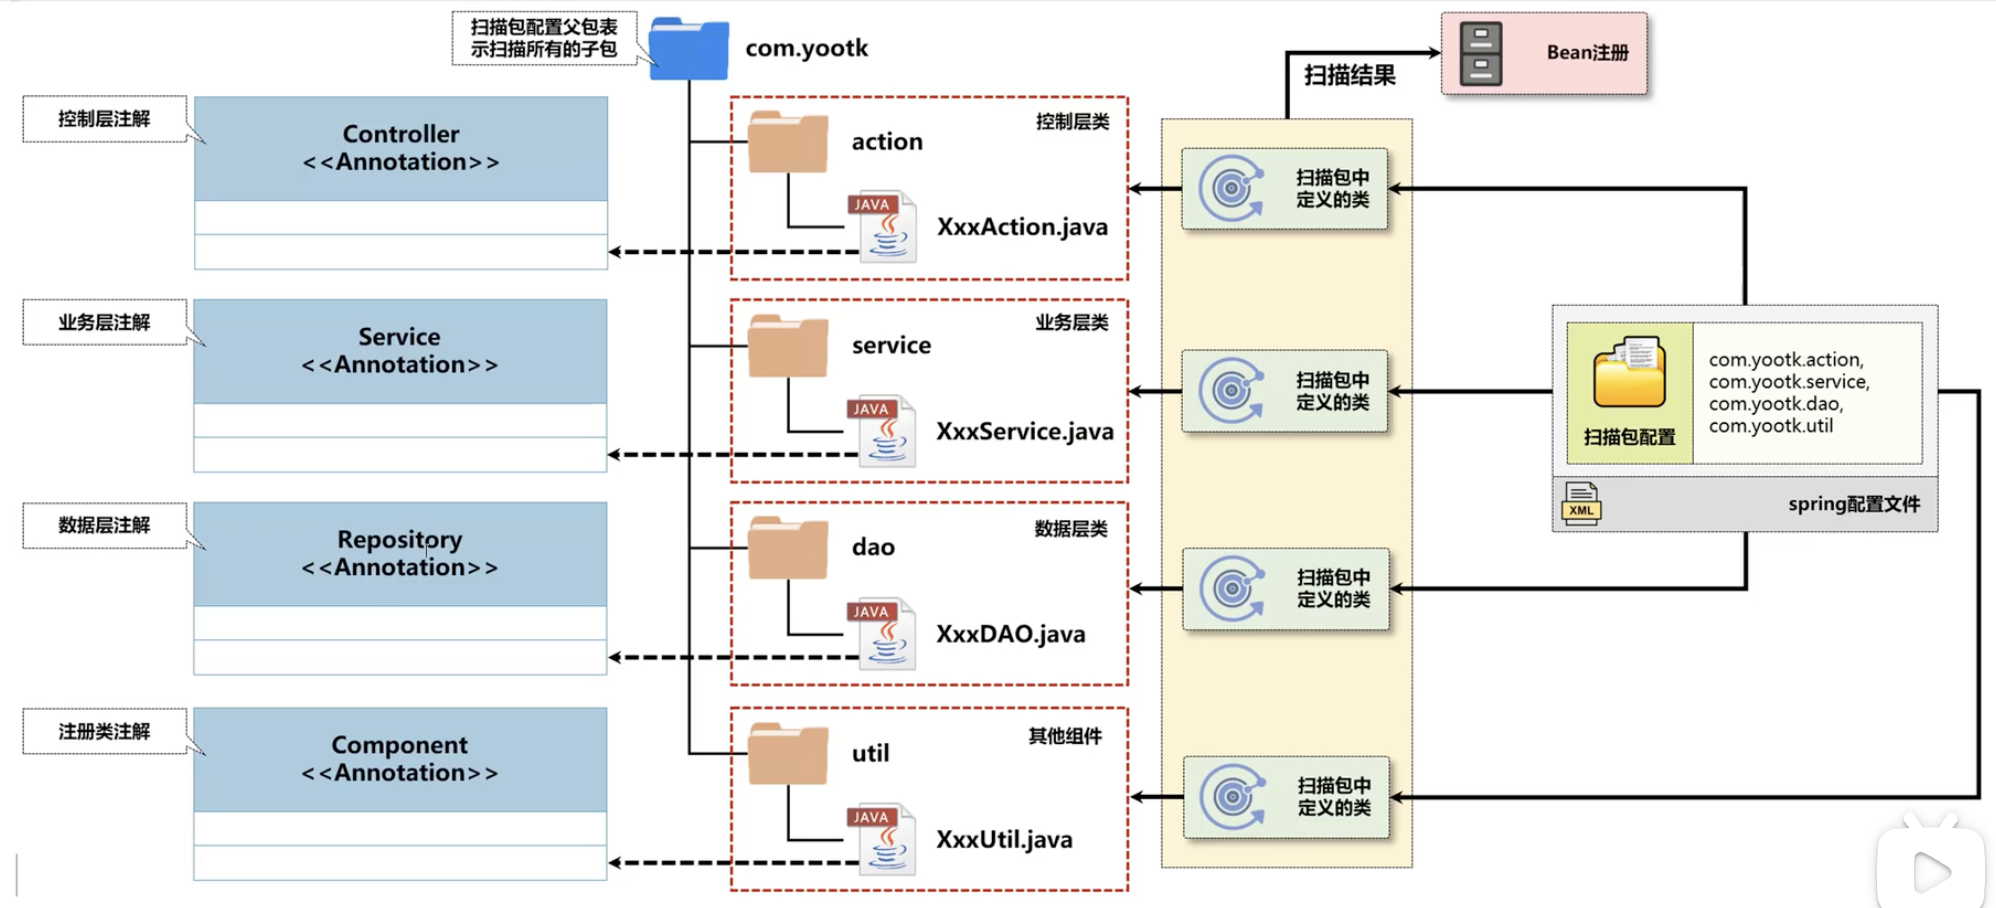 扫描包配置父包表
示扫描所有的子包
com.yootk
扫描结果
Bean注册
控制层注解
Controller
<<Annotation>>
action
控制层类
JAVA
XxxAction.java
扫描包中
定义的类
业务层注解
Service
<<Annotation>>
service
业务层类
JAVA
XxxService.java
扫描包中
定义的类
数据层注解
Repository
<<Annotation>>
dao
数据层类
JAVA
XxxDAO.java
扫描包中
定义的类
注册类注解
Component
<<Annotation>>
util
其他组件
JAVA
XxxUtil.java
扫描包中
定义的类
扫描包配置
com.yootk.action,
com.yootk.service,
com.yootk.dao,
com.yootk.util
XML
spring配置文件